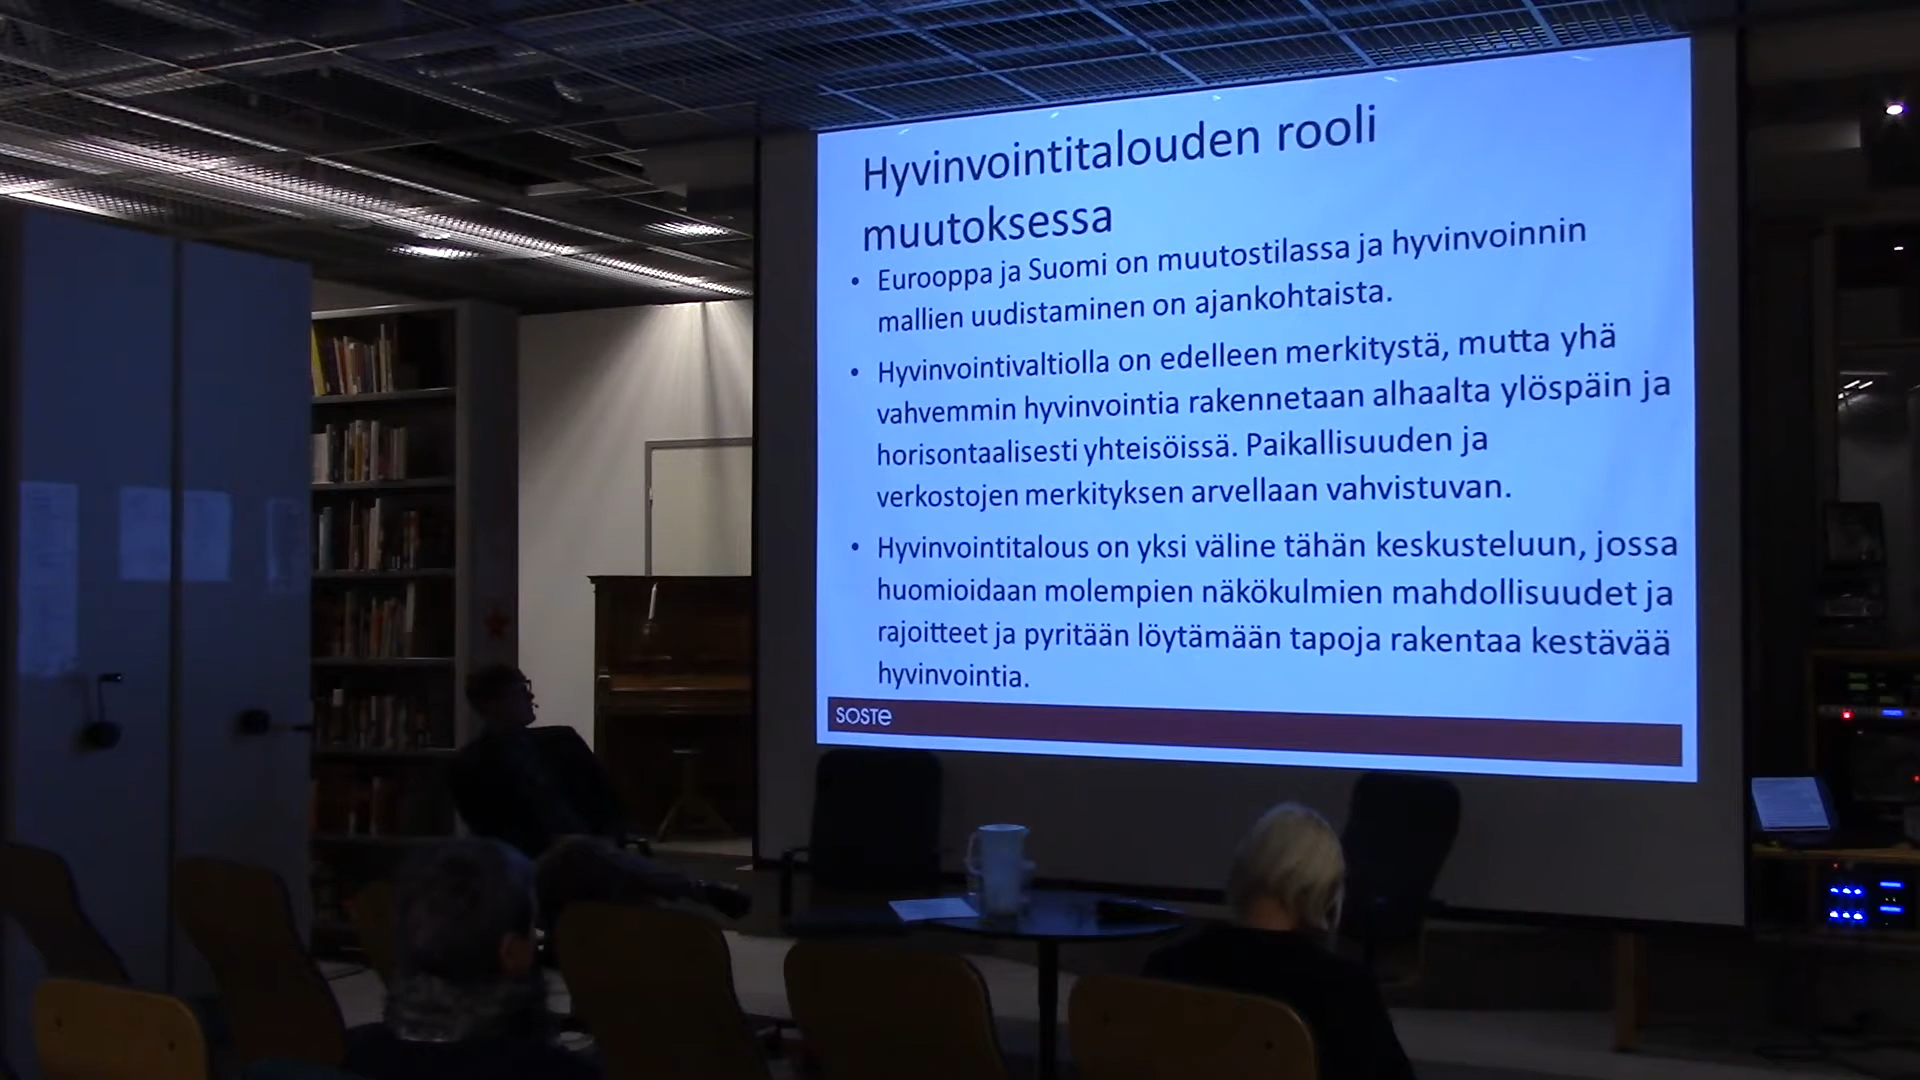 Hyvinvointitalouden rooli
muutoksessa
• Eurooppa ja Suomi on muutostilassa ja hyvinvoinnin
mallien uudistaminen on ajankohtaista.
• Hyvinvointivaltiolla on edelleen merkitystä, mutta yhä
vahvemmin hyvinvointia rakennetaan alhaalta ylöspäin ja
horisontaalisesti yhteisöissä. Paikallisuuden ja
verkostojen merkityksen arvellaan vahvistuvan.
• Hyvinvointitalous on yksi väline tähän keskusteluun, jossa
huomioidaan molempien näkökulmien mahdollisuudet ja
rajoitteet ja pyritään löytämään tapoja rakentaa kestävää
hyvinvointia.
soste